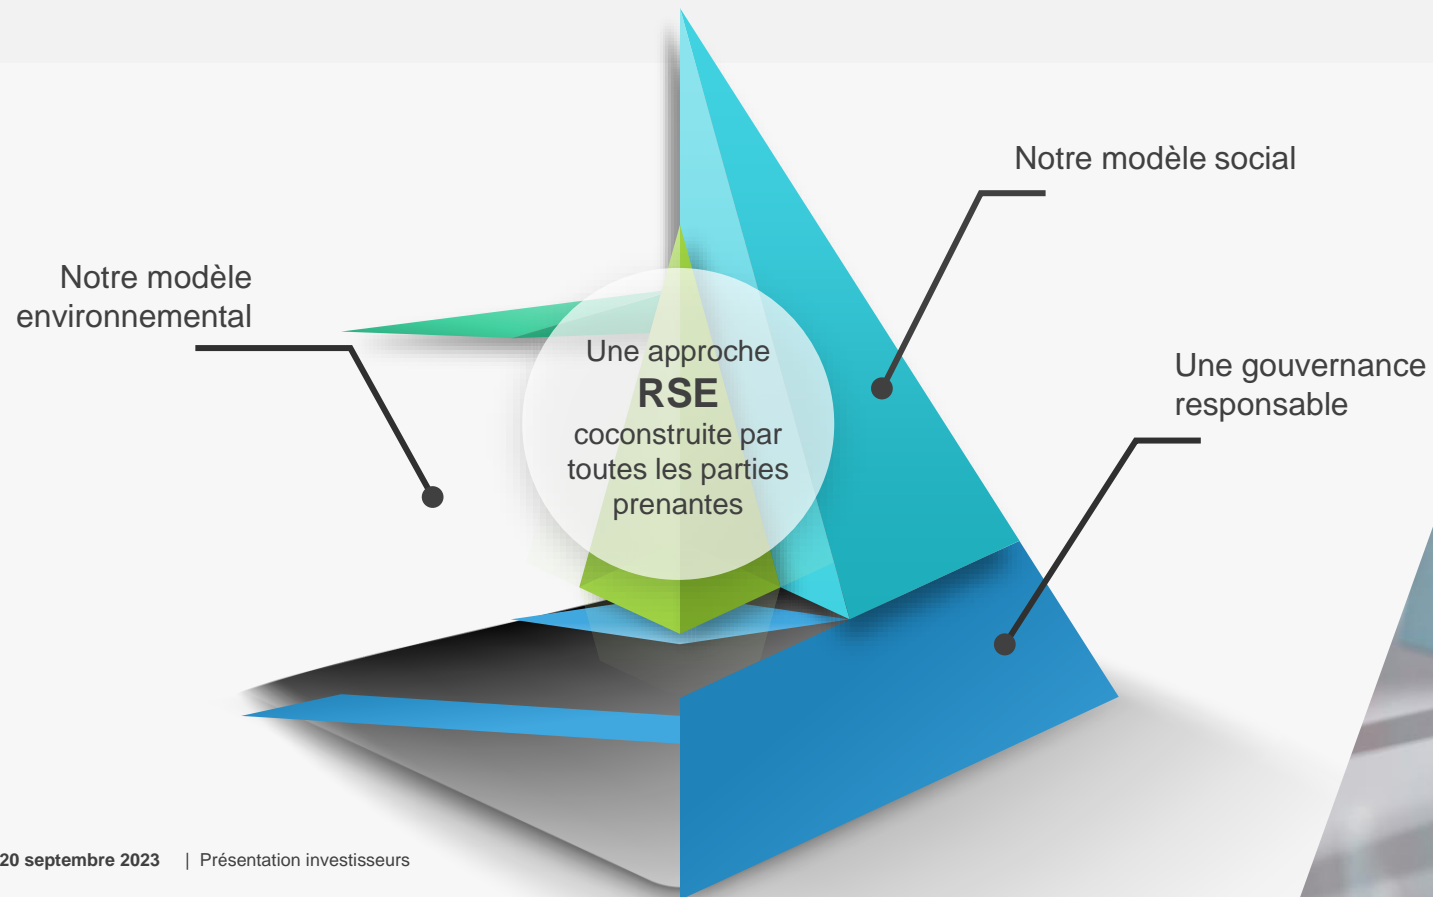 Notre modèle social
Notre modèle
environnemental
Une approche
RSE
coconstruite par
toutes les parties
prenantes
Une gouvernance
responsable
20 septembre 2023 | Présentation investisseurs